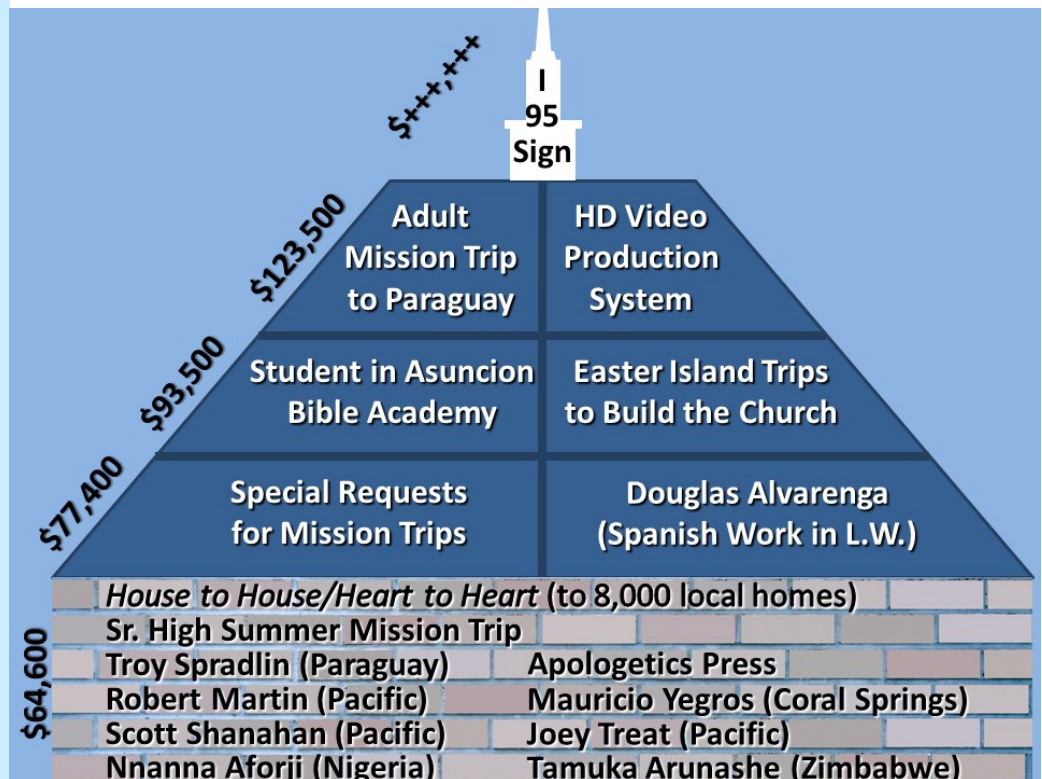 $+++,+++
I
95
Sign
$123,500
Adult
Mission Trip
to Paraguay
HD Video
Production
System
$93,500
Student in Asuncion
Bible Academy
Easter Island Trips
to Build the Church
$77,400
Special Requests
for Mission Trips
Douglas Alvarenga
(Spanish Work in L.W.)
$64,600
House to House/Heart to Heart (to 8,000 local homes)
Sr. High Summer Mission Trip
Troy Spradlin (Paraguay)
Apologetics Press
Robert Martin (Pacific)
Mauricio Yegros (Coral Springs)
Scott Shanahan (Pacific)
Joey Treat (Pacific)
Nnanna Aforji (Nigeria)
Tamuka Arunashe (Zimbabwe)